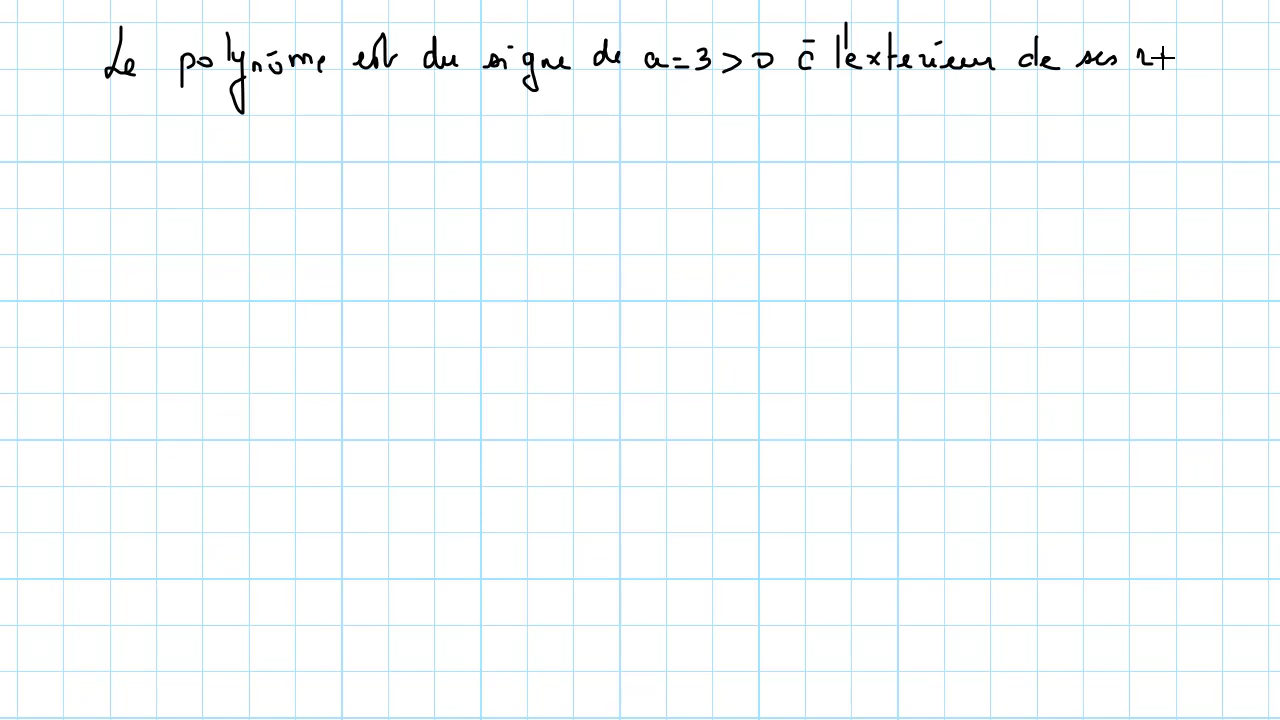 Le polynôme est du signe de a = 3 > 0 à l'exterieur de ses